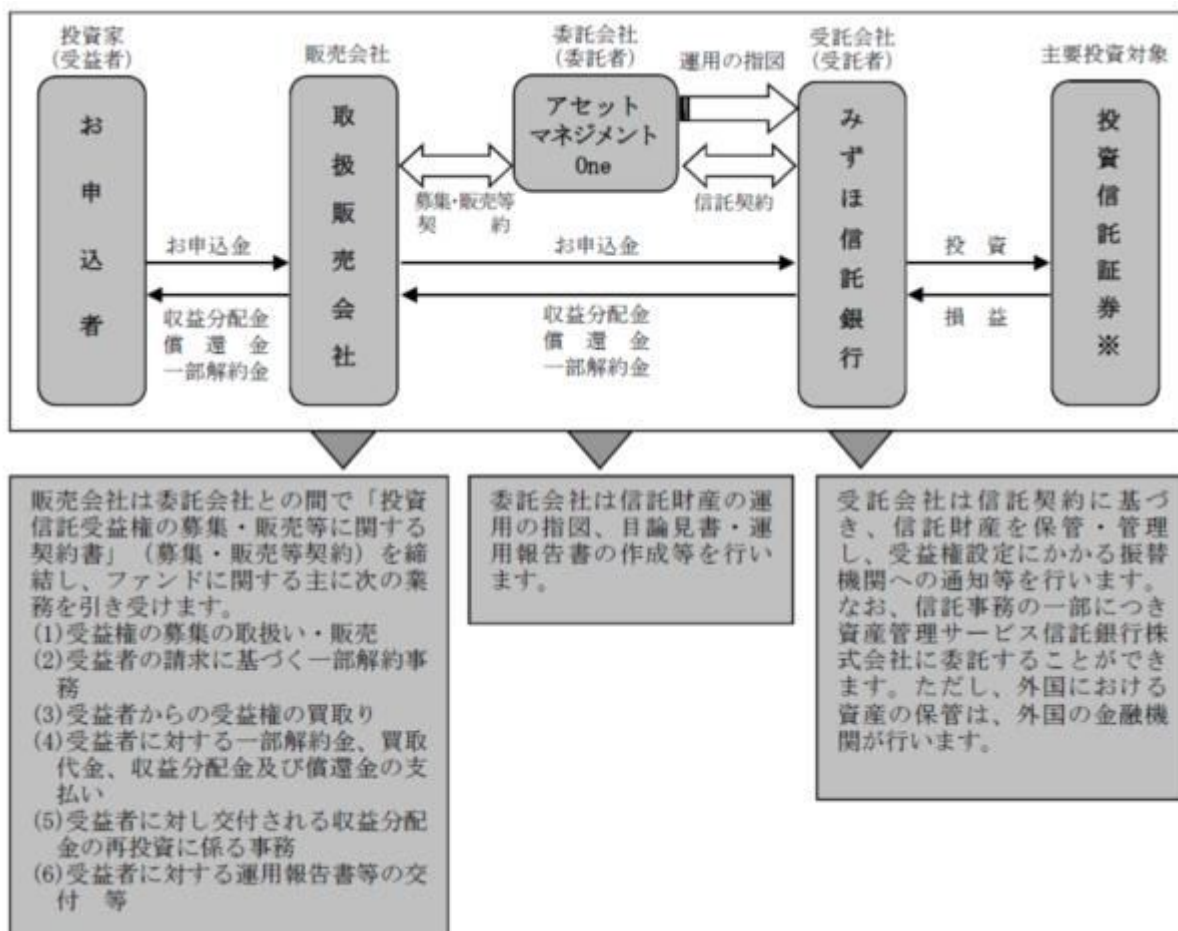 投資家
(受益者)
お申込者
販売会社
取扱販売会社
委託会社
(委託者)
アセット
マネジメント
One
運用の指図
受託会社
(受託者)
みずほ信託銀行
主要投資対象
投資信託証券※
募集・販売等
契 約
信託契約
お申込金
収益分配金
償 還 金
一部解約金
お申込金
収益分配金
償 還 金
一部解約金
投 資
損 益
販売会社は委託会社との間で「投資
信託受益権の募集・販売等に関する
契約書」(募集・販売等契約)を締
結し、ファンドに関する主に次の業
務を引き受けます。
(1)受益権の募集の取扱い・販売
(2)受益者の請求に基づく一部解約事
務
(3)受益者からの受益権の買取り
(4)受益者に対する一部解約金、買取
代金、収益分配金及び償還金の支
払い
(5)受益者に対し交付される収益分配
金の再投資に係る事務
(6)受益者に対する運用報告書等の交
付 等
委託会社は信託財産の運
用の指図、目論見書・運
用報告書の作成等を行い
ます。
受託会社は信託契約に基づ
き、信託財産を保管・管理
し、受益権設定にかかる振替
機関への通知等を行います。
なお、信託事務の一部につき
資産管理サービス信託銀行株
式会社に委託することができ
ます。ただし、外国における
資産の保管は、外国の金融機
関が行います。